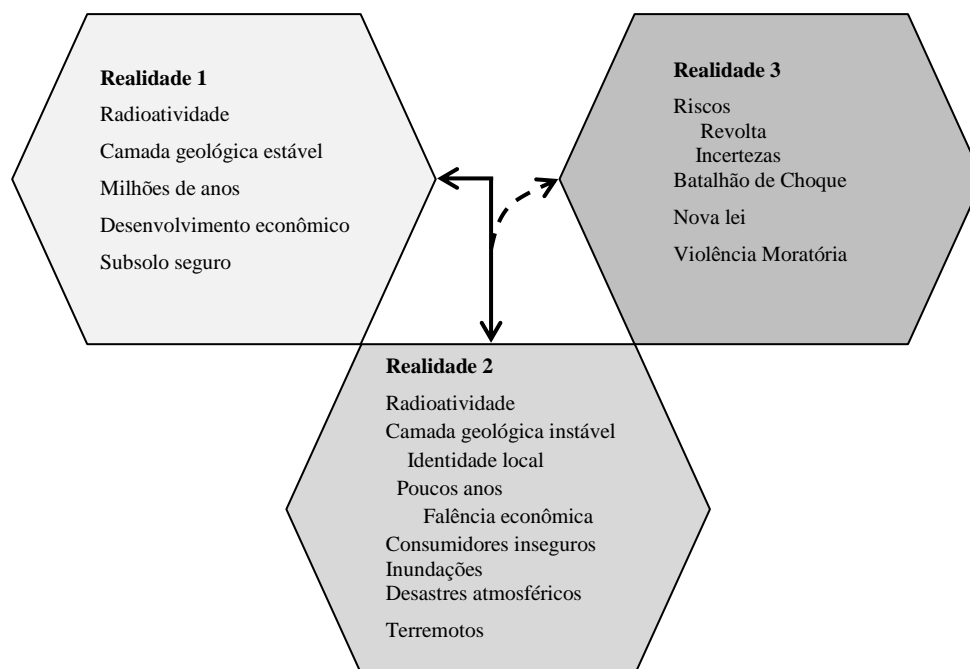 Realidade 1
Radioatividade
Camada geológica estável
Milhões de anos
Desenvolvimento econômico
Subsolo seguro
Realidade 3
Riscos
Revolta
Incertezas
Batalhão de Choque
Nova lei
Violência Moratória
Realidade 2
Radioatividade
Camada geológica instável
Identidade local
Poucos anos
Falência econômica
Consumidores inseguros
Inundações
Desastres atmosféricos
Terremotos